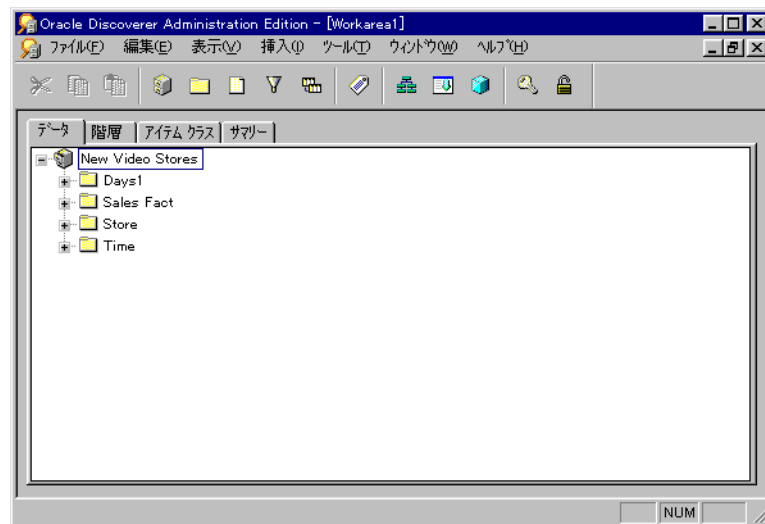 Oracle Discoverer Administration Edition - [Workarea1]
ファイル(F) 編集(E) 表示(V) 挿入(I) ツール(T) ウィンドウ(W) ヘルプ(H)
データ 階層 アイテム クラス サマリー
New Video Stores
Days1
Sales Fact
Store
Time
NUM